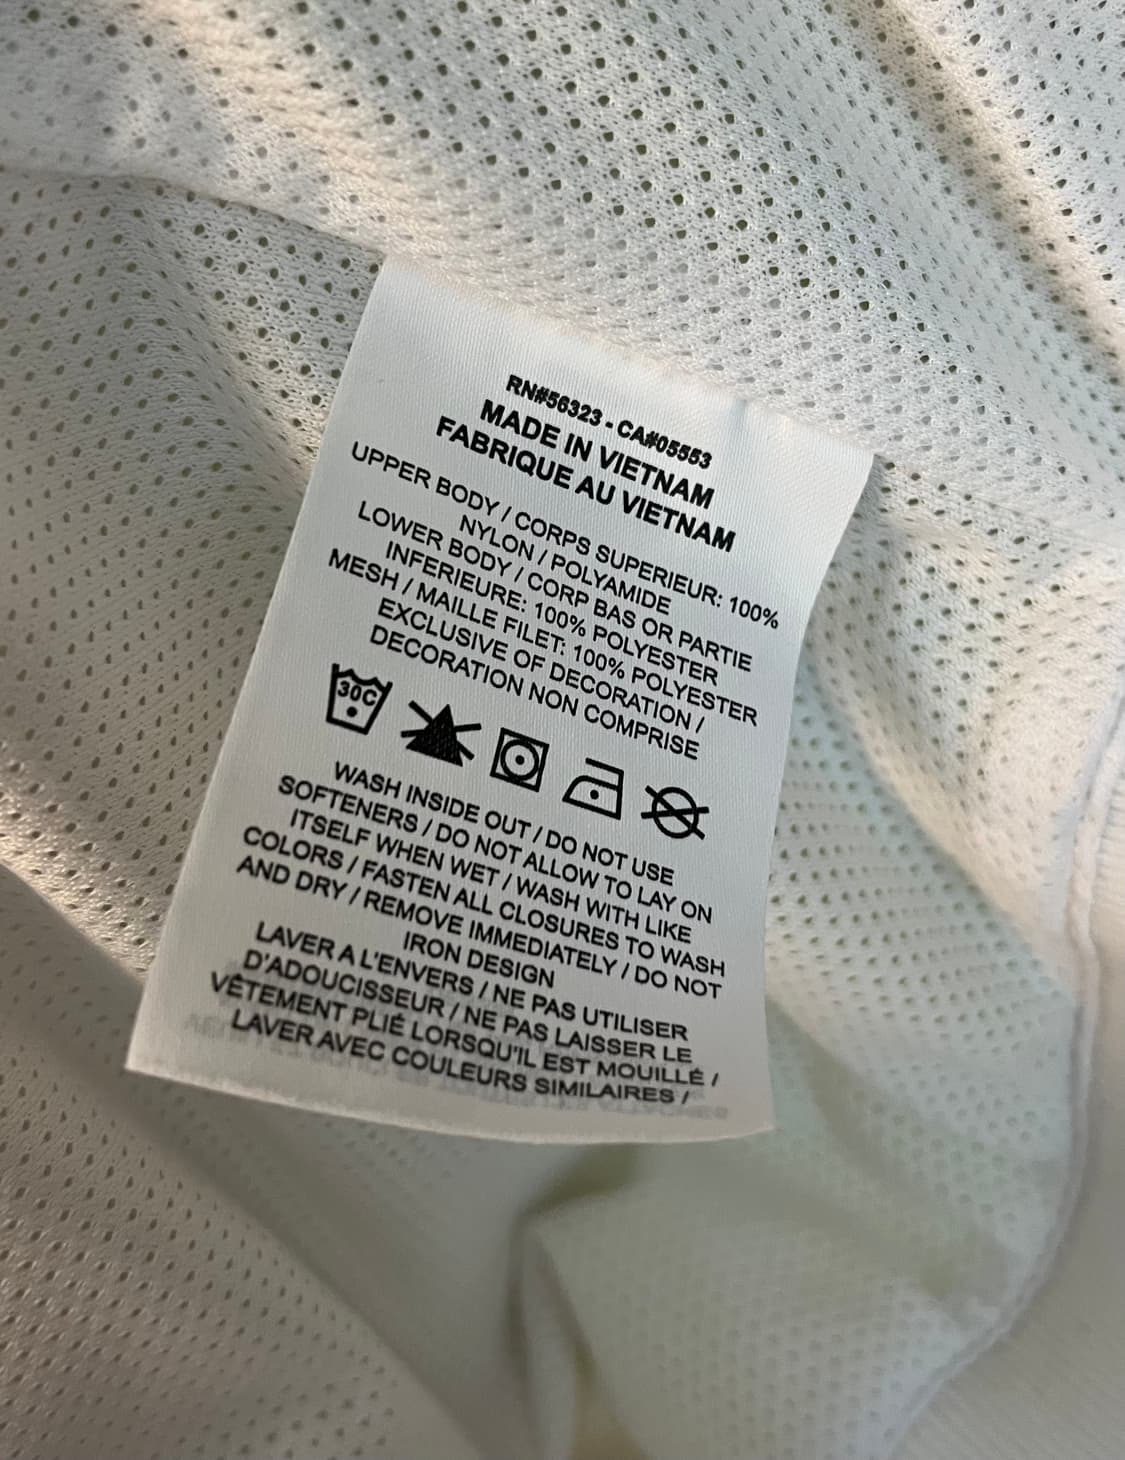 RN#56323 - CA#05553
MADE IN VIETNAM
FABRIQUE AU VIETNAM
UPPER BODY / CORPS SUPERIEUR: 100%
NYLON / POLYAMIDE
LOWER BODY / CORP BAS OR PARTIE
INFERIEURE: 100% POLYESTER
MESH / MAILLE FILET: 100% POLYESTER
EXCLUSIVE OF DECORATION /
DECORATION NON COMPRISE
30C
WASH INSIDE OUT / DO NOT USE
SOFTENERS / DO NOT ALLOW TO LAY ON
ITSELF WHEN WET / WASH WITH LIKE
COLORS / FASTEN ALL CLOSURES TO WASH
AND DRY / REMOVE IMMEDIATELY / DO NOT
IRON DESIGN
LAVER A L'ENVERS / NE PAS UTILISER
D'ADOUCISSEUR / NE PAS LAISSER LE
VÊTEMENT PLIÉ LORSQU'IL EST MOUILLÉ /
LAVER AVEC COULEURS SIMILAIRES /